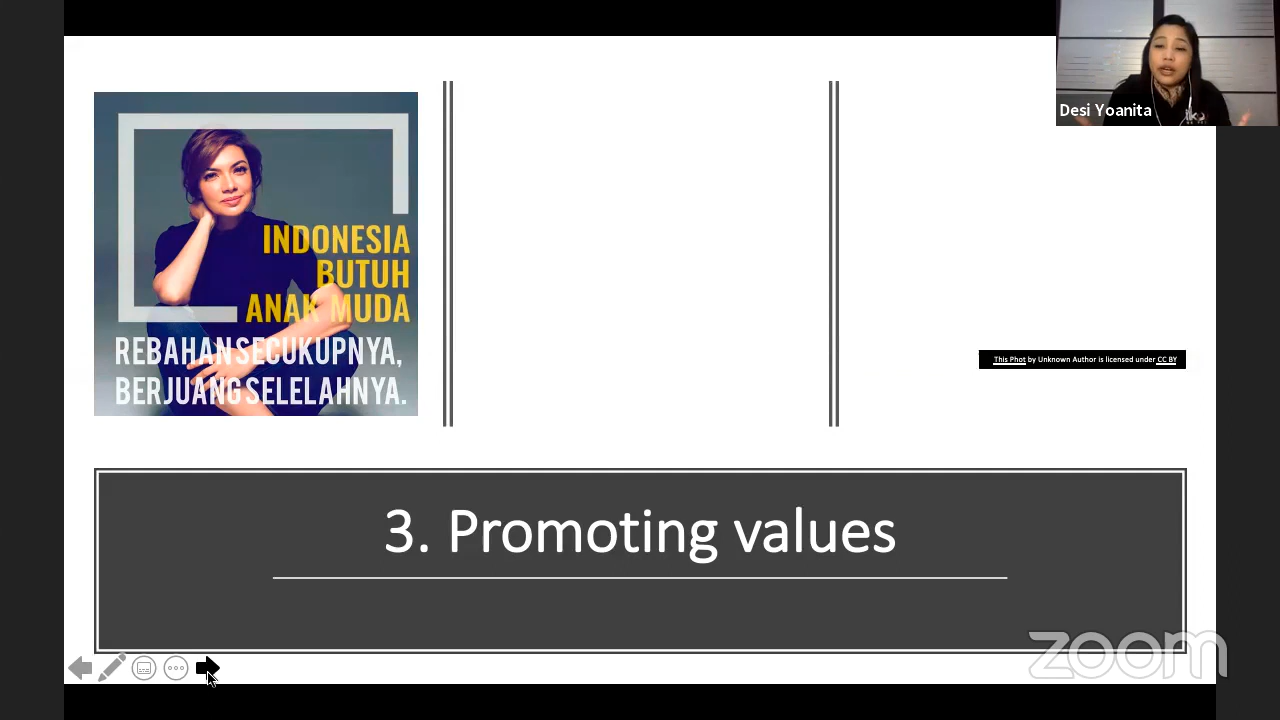 Desi Yoanita
INDONESIA
BUTUH
ANAK MUDA
REBAHAN SECUKUPNYA,
BERJUANG SELELAHNYA.
This Phot by Unknown Author is licensed under CC BY
3. Promoting values
zoom